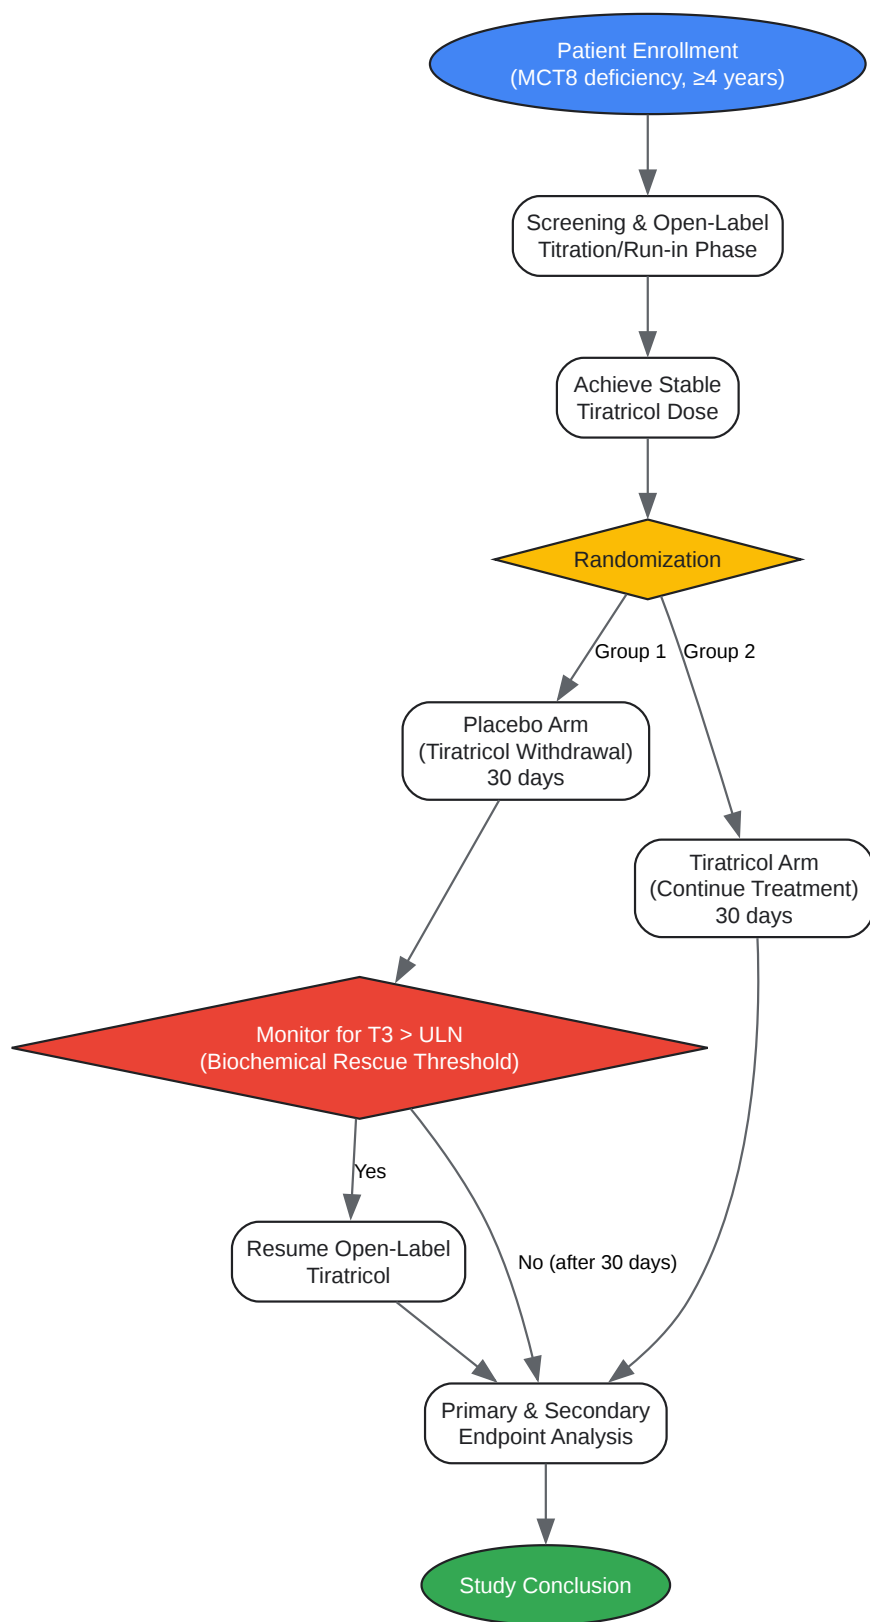 Patient Enrollment
(MCT8 deficiency, ≥4 years)
Screening & Open-Label
Titration/Run-in Phase
Achieve Stable
Tiratricol Dose
Randomization
Group 1
Group 2
Placebo Arm
(Tiratricol Withdrawal)
30 days
Tiratricol Arm
(Continue Treatment)
30 days
Monitor for T3 > ULN
(Biochemical Rescue Threshold)
Yes
Resume Open-Label
Tiratricol
No (after 30 days)
Primary & Secondary
Endpoint Analysis
Study Conclusion